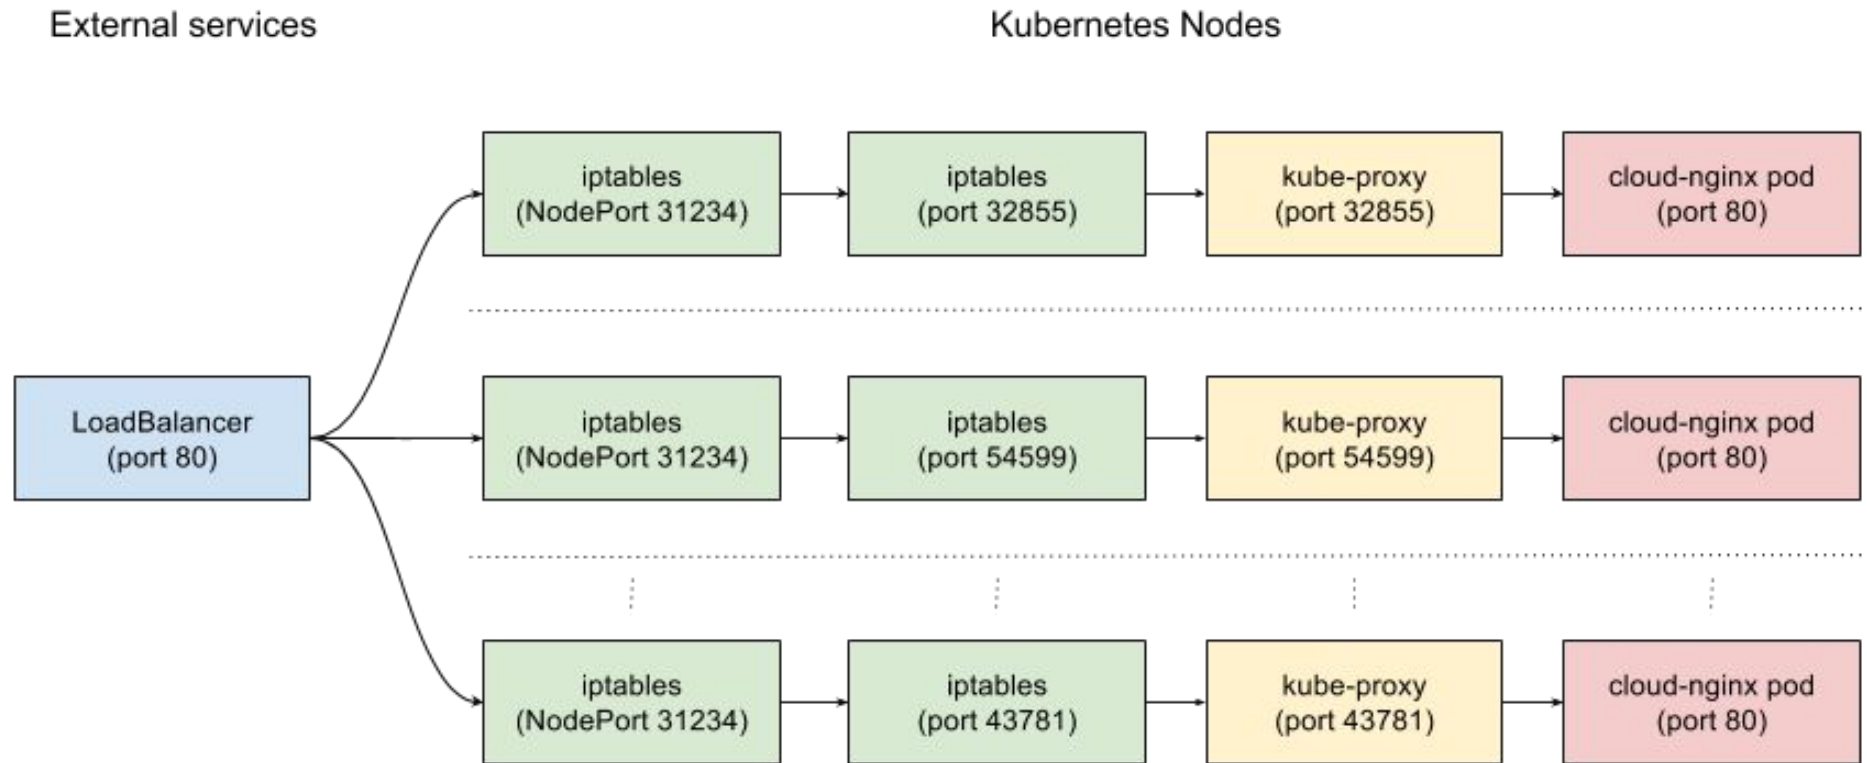 External services
Kubernetes Nodes
iptables
(NodePort 31234)
iptables
(port 32855)
kube-proxy
(port 32855)
cloud-nginx pod
(port 80)
LoadBalancer
(port 80)
iptables
(NodePort 31234)
iptables
(port 54599)
kube-proxy
(port 54599)
cloud-nginx pod
(port 80)
iptables
(NodePort 31234)
iptables
(port 43781)
kube-proxy
(port 43781)
cloud-nginx pod
(port 80)